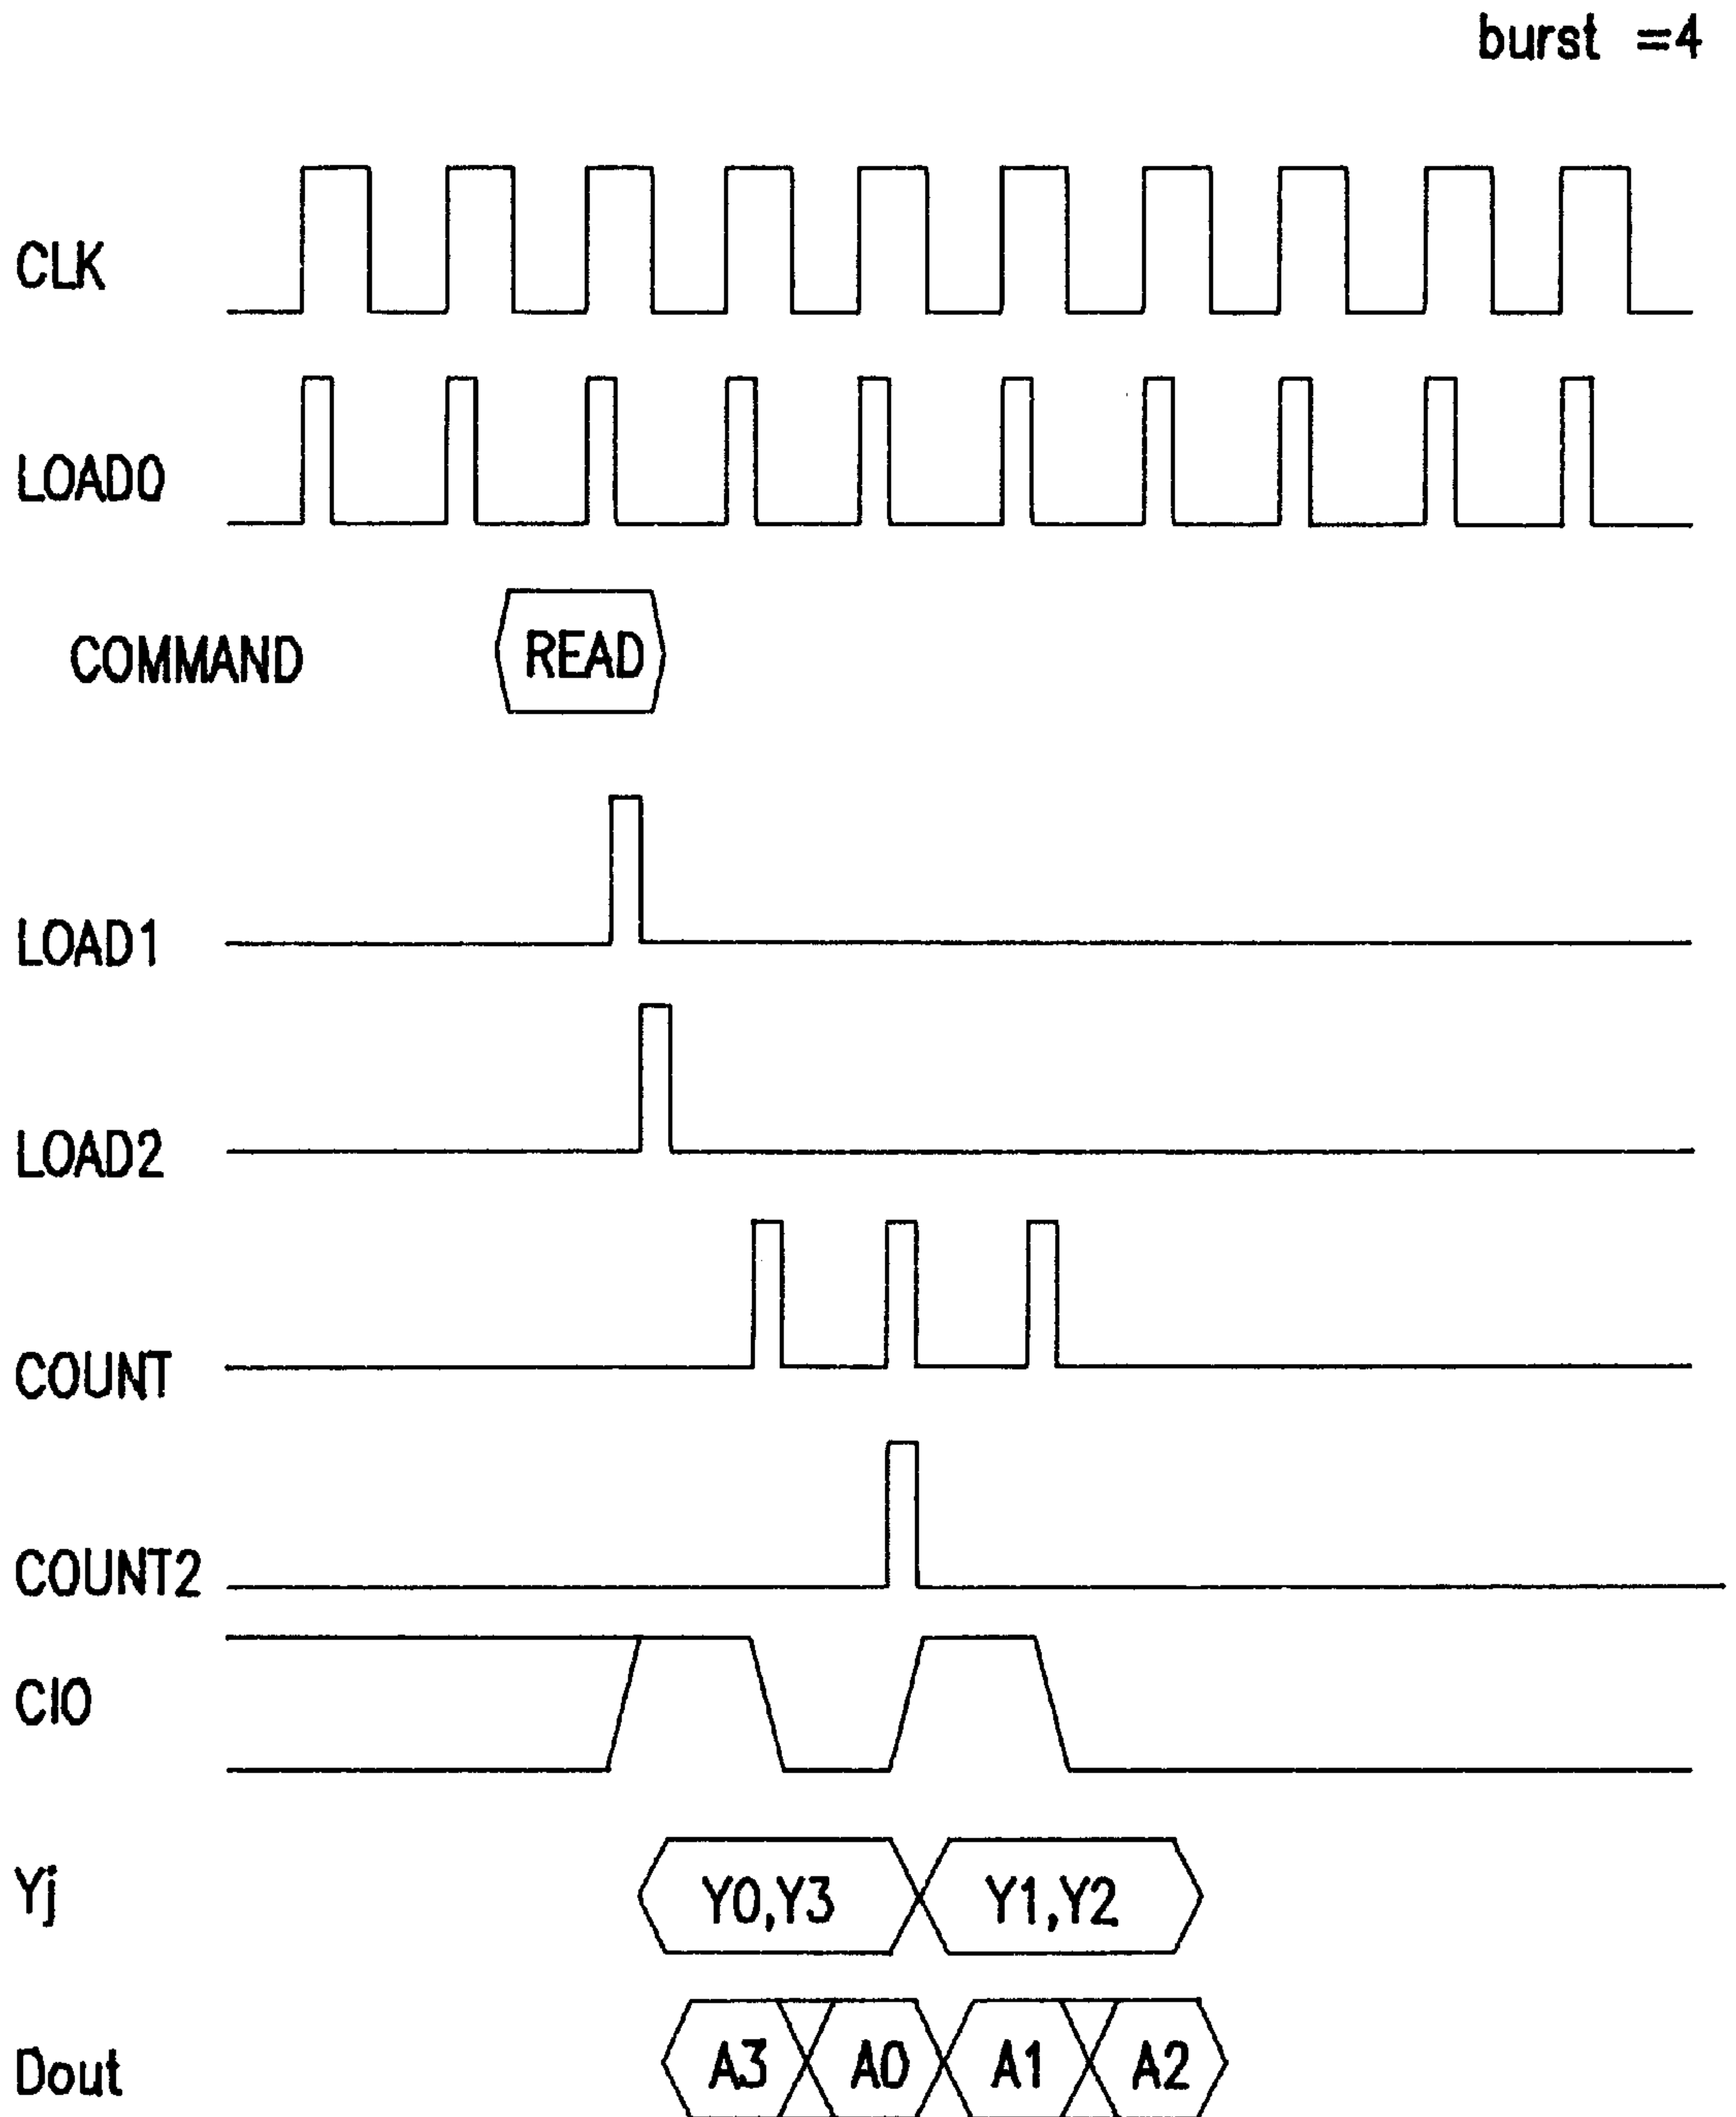 burst =4
CLK
LOAD0
COMMAND READ
LOAD1
LOAD2
COUNT
COUNT2
CIO
Yj Y0,Y3 Y1,Y2
Dout A3 A0 A1 A2